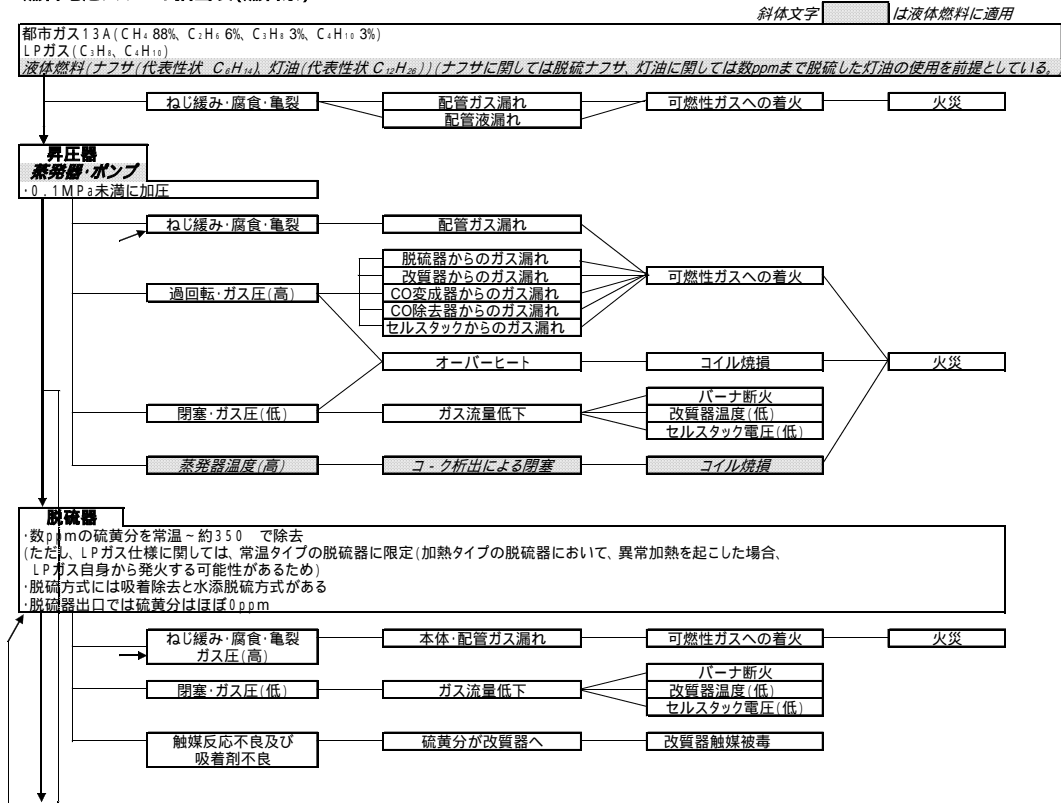 斜体文字 は液体燃料に適用
都市ガス13A(CH4 88%、C2H6 6%、C3H8 3%、C4H10 3%)
LPガス(C3H8、C4H10)
液体燃料(ナフサ(代表性状 C6H14)、灯油(代表性状C12H26))(ナフサに関しては脱硫ナフサ、灯油に関しては数ppmまで脱硫した灯油の使用を前提としている。
ねじ緩み・腐食・亀裂 配管ガス漏れ 可燃性ガスへの着火 火災
配管液漏れ
昇圧器
蒸発器・ポンプ
・0.1MPa未満に加圧
ねじ緩み・腐食・亀裂 配管ガス漏れ
脱硫器からのガス漏れ
改質器からのガス漏れ 可燃性ガスへの着火
過回転・ガス圧(高) CO変成器からのガス漏れ
CO除去器からのガス漏れ
セルスタックからのガス漏れ
オーバーヒート コイル焼損 火災
バーナ断火
閉塞・ガス圧(低) ガス流量低下 改質器温度(低)
セルスタック電圧(低)
蒸発器温度(高) コ-ク析出による閉塞 コイル焼損
脱硫器
・数ppmの硫黄分を常温~約350 で除去
(ただし、LPガス仕様に関しては、常温タイプの脱硫器に限定(加熱タイプの脱硫器において、異常加熱を起こした場合、
LPガス自身から発火する可能性があるため)
・脱硫方式には吸着除去と水添脱硫方式がある
・脱硫器出口では硫黄分はほぼ0ppm
ねじ緩み・腐食・亀裂 本体・配管ガス漏れ 可燃性ガスへの着火 火災
ガス圧(高)
バーナ断火
閉塞・ガス圧(低) ガス流量低下 改質器温度(低)
セルスタック電圧(低)
触媒反応不良及び 硫黄分が改質器へ 改質器触媒被毒
吸着剤不良